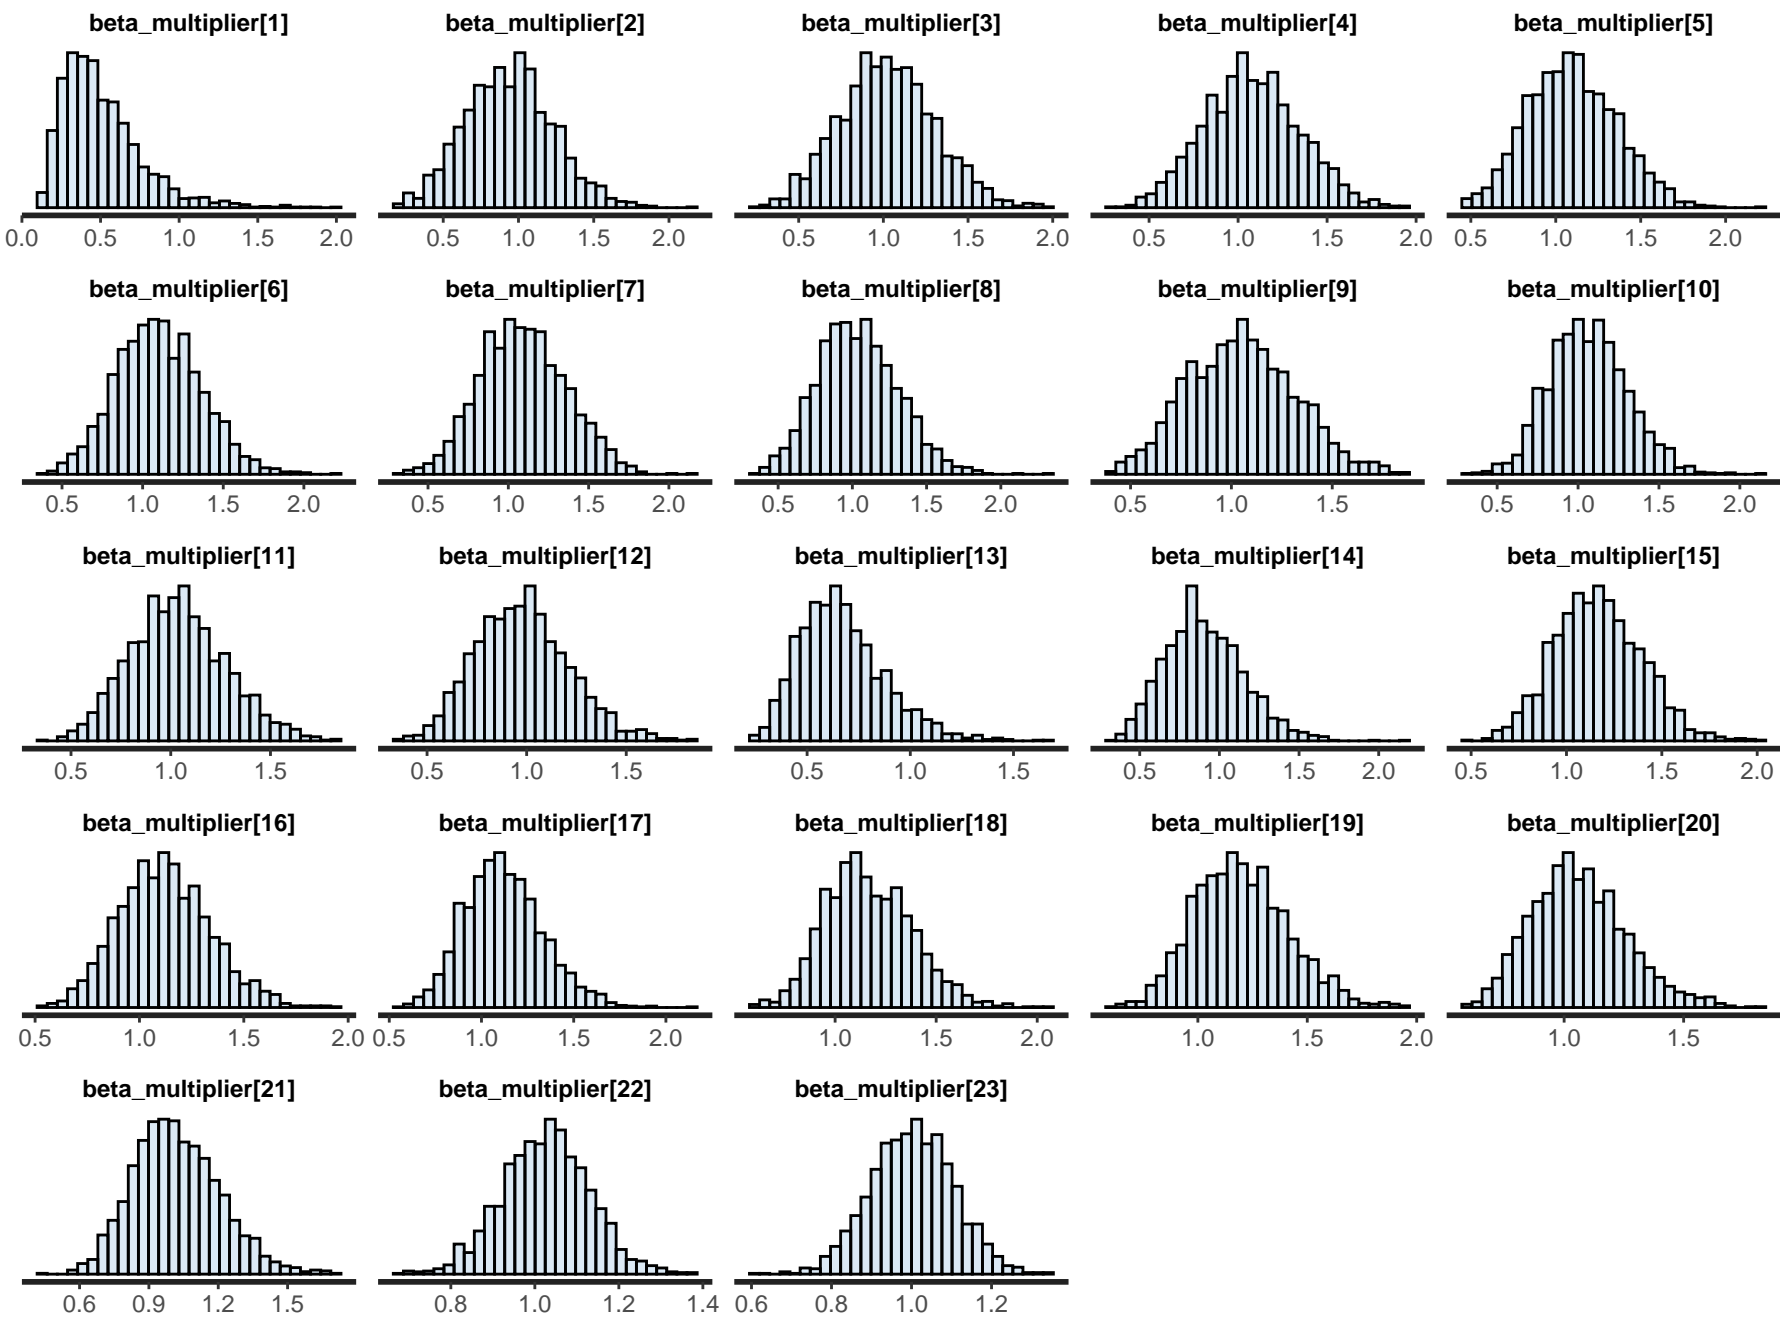 beta_multiplier[1] beta_multiplier[2] beta_multiplier[3] beta_multiplier[4] beta_multiplier[5]
0.0 0.5 1.0 1.5 2.0 0.5 1.0 1.5 2.0 0.5 1.0 1.5 2.0 0.5 1.0 1.5 2.0 0.5 1.0 1.5 2.0
beta_multiplier[6] beta_multiplier[7] beta_multiplier[8] beta_multiplier[9] beta_multiplier[10]
0.5 1.0 1.5 2.0 0.5 1.0 1.5 2.0 0.5 1.0 1.5 2.0 0.5 1.0 1.5 0.5 1.0 1.5 2.0
beta_multiplier[11] beta_multiplier[12] beta_multiplier[13] beta_multiplier[14] beta_multiplier[15]
0.5 1.0 1.5 0.5 1.0 1.5 0.5 1.0 1.5 0.5 1.0 1.5 2.0 0.5 1.0 1.5 2.0
beta_multiplier[16] beta_multiplier[17] beta_multiplier[18] beta_multiplier[19] beta_multiplier[20]
0.5 1.0 1.5 2.0 0.5 1.0 1.5 2.0 1.0 1.5 2.0 1.0 1.5 2.0 1.0 1.5
beta_multiplier[21] beta_multiplier[22] beta_multiplier[23]
0.6 0.9 1.2 1.5 0.8 1.0 1.2 1.4 0.6 0.8 1.0 1.2